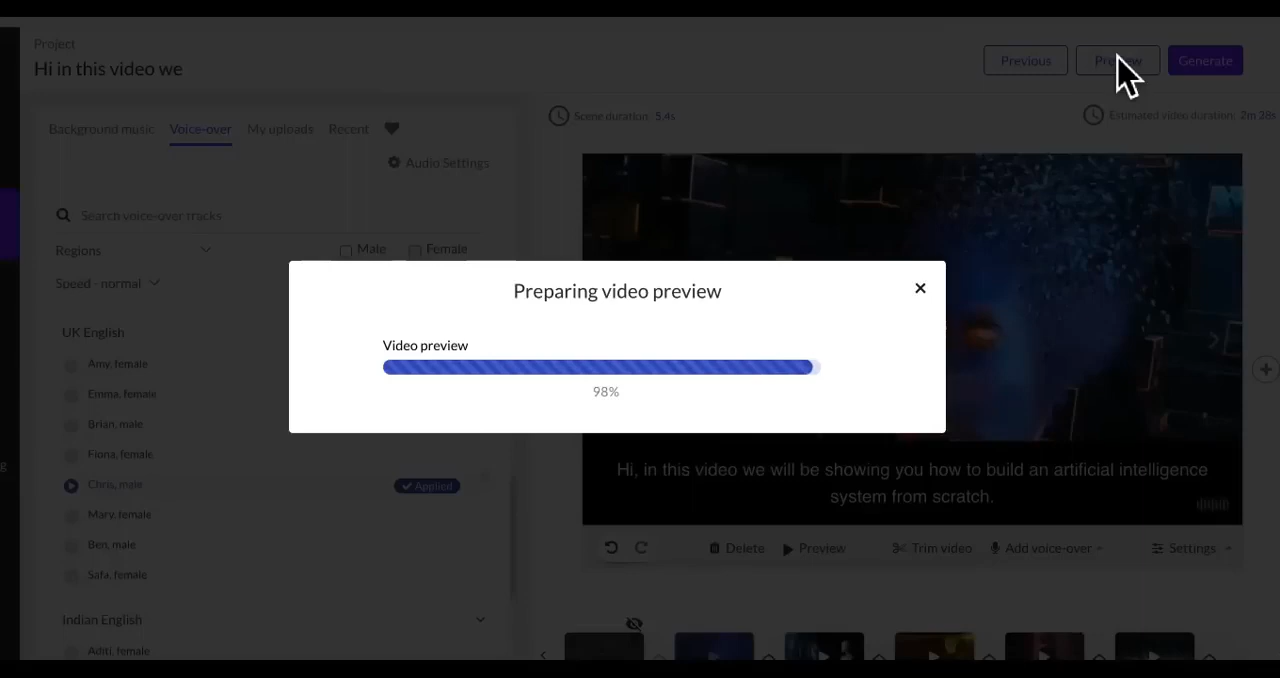 Project
Hi in this video we
Previous
Preview
Generate
Background music
Voice-over
My uploads
Recent
Audio Settings
Scene duration: 5.4s
Estimated video duration: 2m 28s
Search voice-over tracks
Regions
Male
Female
Speed - normal
Preparing video preview
Video preview
98%
UK English
Amy, female
Emma, female
Brian, male
Fiona, female
Chris, male
Applied
Mary, female
Ben, male
Safa, female
Indian English
Aditi, female
Hi, in this video we will be showing you how to build an artificial intelligence
system from scratch.
Delete
Preview
Trim video
Add voice-over
Settings
g